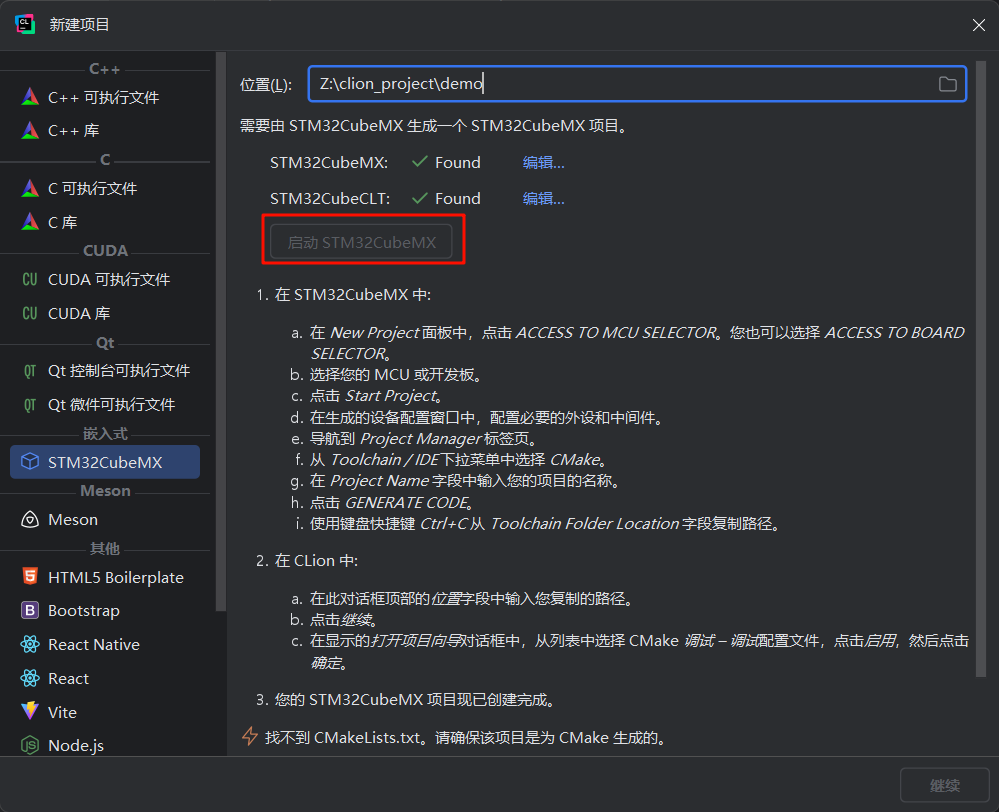 CL 新建项目
C++
C++ 可执行文件
C++ 库
C
C 可执行文件
C 库
CUDA
CU CUDA 可执行文件
CU CUDA 库
Qt
QT Qt 控制台可执行文件
QT Qt 微件可执行文件
嵌入式
STM32CubeMX
Meson
Meson
其他
HTML5 Boilerplate
B Bootstrap
React Native
React
Vite
JS Node.js
位置(L): Z:\clion_project\demo
需要由 STM32CubeMX 生成一个 STM32CubeMX 项目。
STM32CubeMX: Found 编辑...
STM32CubeCLT: Found 编辑...
启动 STM32CubeMX
1. 在 STM32CubeMX 中:
a. 在 New Project 面板中，点击 ACCESS TO MCU SELECTOR。您也可以选择 ACCESS TO BOARD
SELECTOR。
b. 选择您的 MCU 或开发板。
c. 点击 Start Project。
d. 在生成的设备配置窗口中，配置必要的外设和中间件。
e. 导航到 Project Manager 标签页。
f. 从 Toolchain / IDE 下拉菜单中选择 CMake。
g. 在 Project Name 字段中输入您的项目的名称。
h. 点击 GENERATE CODE。
i. 使用键盘快捷键 Ctrl+C 从 Toolchain Folder Location 字段复制路径。
2. 在 CLion 中:
a. 在此对话框顶部的位置字段中输入您复制的路径。
b. 点击继续。
c. 在显示的打开项目向导对话框中，从列表中选择 CMake 调试 – 调试配置文件，点击启用，然后点击
确定。
3. 您的 STM32CubeMX 项目现已创建完成。
找不到 CMakeLists.txt。请确保该项目是为 CMake 生成的。
继续